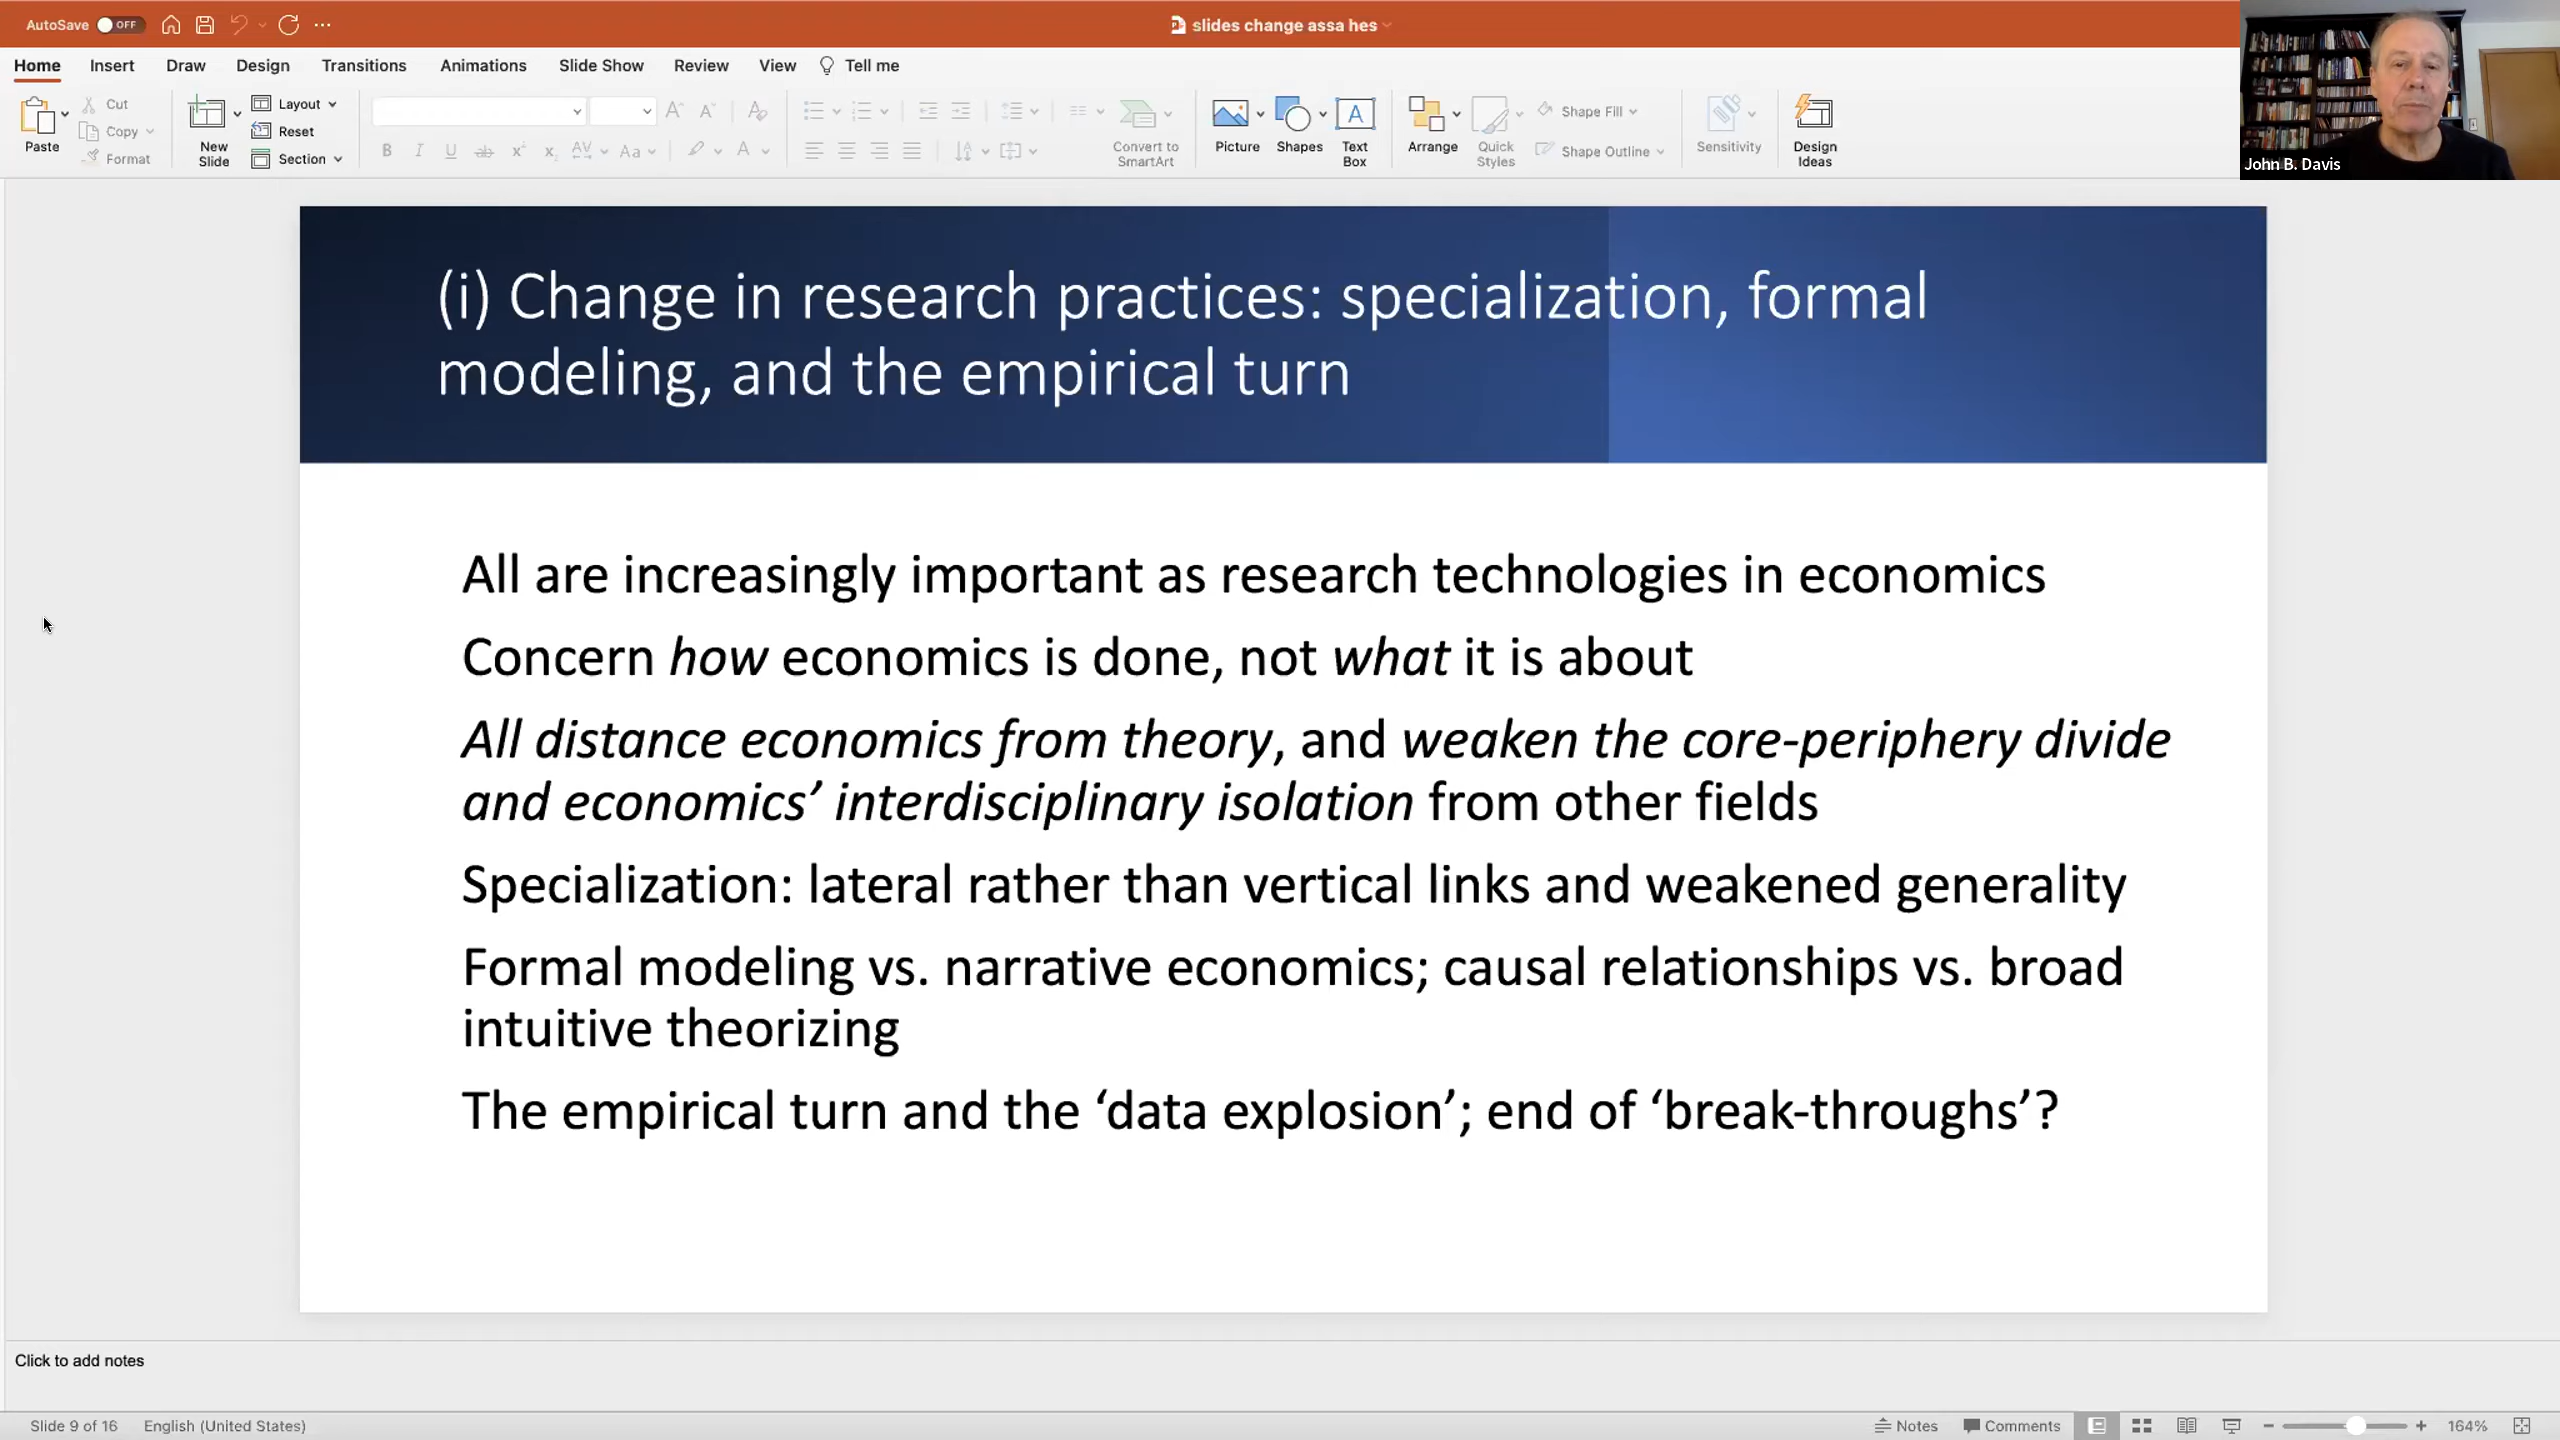 AutoSave OFF
slides change assa hes
Home Insert Draw Design Transitions Animations Slide Show Review View Tell me
Paste
Cut
Copy
Format
New
Slide
Layout
Reset
Section
Convert to
SmartArt
Picture
Shapes
Text
Box
Arrange
Quick
Styles
Shape Fill
Shape Outline
Sensitivity
Design
Ideas
John B. Davis
(i) Change in research practices: specialization, formal
modeling, and the empirical turn
All are increasingly important as research technologies in economics
Concern how economics is done, not what it is about
All distance economics from theory, and weaken the core-periphery divide
and economics’ interdisciplinary isolation from other fields
Specialization: lateral rather than vertical links and weakened generality
Formal modeling vs. narrative economics; causal relationships vs. broad
intuitive theorizing
The empirical turn and the ‘data explosion’; end of ‘break-throughs’?
Click to add notes
Slide 9 of 16 English (United States) Notes Comments 164%